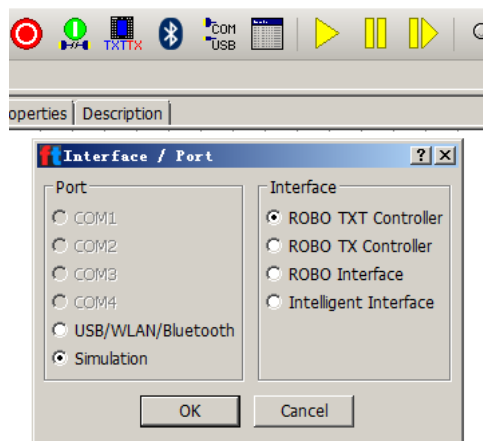 TXTTX
COM
USB
operties
Description
ft Interface / Port
Port
COM1
COM2
COM3
COM4
USB/WLAN/Bluetooth
Simulation
Interface
ROBO TXT Controller
ROBO TX Controller
ROBO Interface
Intelligent Interface
OK
Cancel